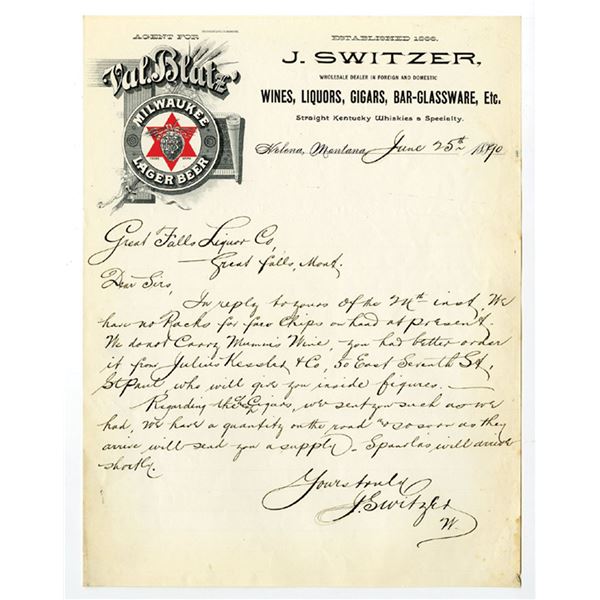 AGENT FOR
Val. Blatz'
MILWAUKEE
LAGER BEER
ESTABLISHED 1866.
J. SWITZER,
WHOLESALE DEALER IN FOREIGN AND DOMESTIC
WINES, LIQUORS, CIGARS, BAR-GLASSWARE, Etc.
Straight Kentucky Whiskies a Specialty.
Helena, Montana, June 25th 1890
Great Falls Liquor Co,
Great Falls, Mont.
Dear Sirs,
In reply to yours of the 24th inst, We
have no Racks for faro Chips on hand at present.
We do not Carry Mumm's Wine, you had better order
it from Julius Kessler & Co, 50 East Seventh St,
St Paul, who will give you inside figures.
Regarding the Cigars, we sent you such as we
had, We have a quantity on the road & so soon as they
arrive will send you a supply. Spanolas, will arrive
shortly.
Yours truly
J. Switzer
W.